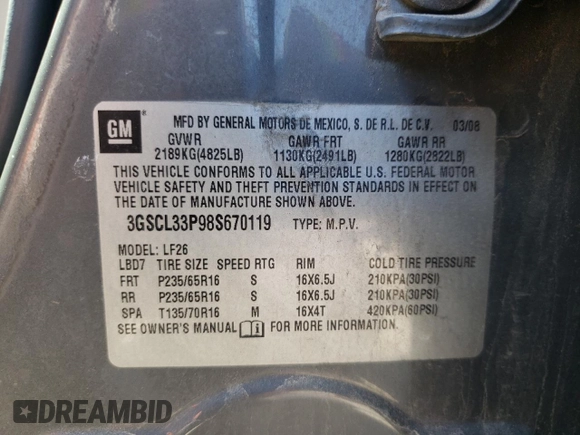 GM
MFD BY GENERAL MOTORS DE MEXICO, S. DE R.L. DE C.V. 03/08
GVWR GAWR FRT GAWR RR
2189KG(4825LB) 1130KG(2491LB) 1280KG(2822LB)
THIS VEHICLE CONFORMS TO ALL APPLICABLE U.S. FEDERAL MOTOR
VEHICLE SAFETY AND THEFT PREVENTION STANDARDS IN EFFECT ON
THE DATE OF MANUFACTURE SHOWN ABOVE.
3GSCL33P98S670119 TYPE: M.P.V.
MODEL: LF26
LBD7 TIRE SIZE SPEED RTG RIM COLD TIRE PRESSURE
FRT P235/65R16 S 16X6.5J 210KPA(30PSI)
RR P235/65R16 S 16X6.5J 210KPA(30PSI)
SPA T135/70R16 M 16X4T 420KPA(60PSI)
SEE OWNER'S MANUAL FOR MORE INFORMATION.
DREAMBID